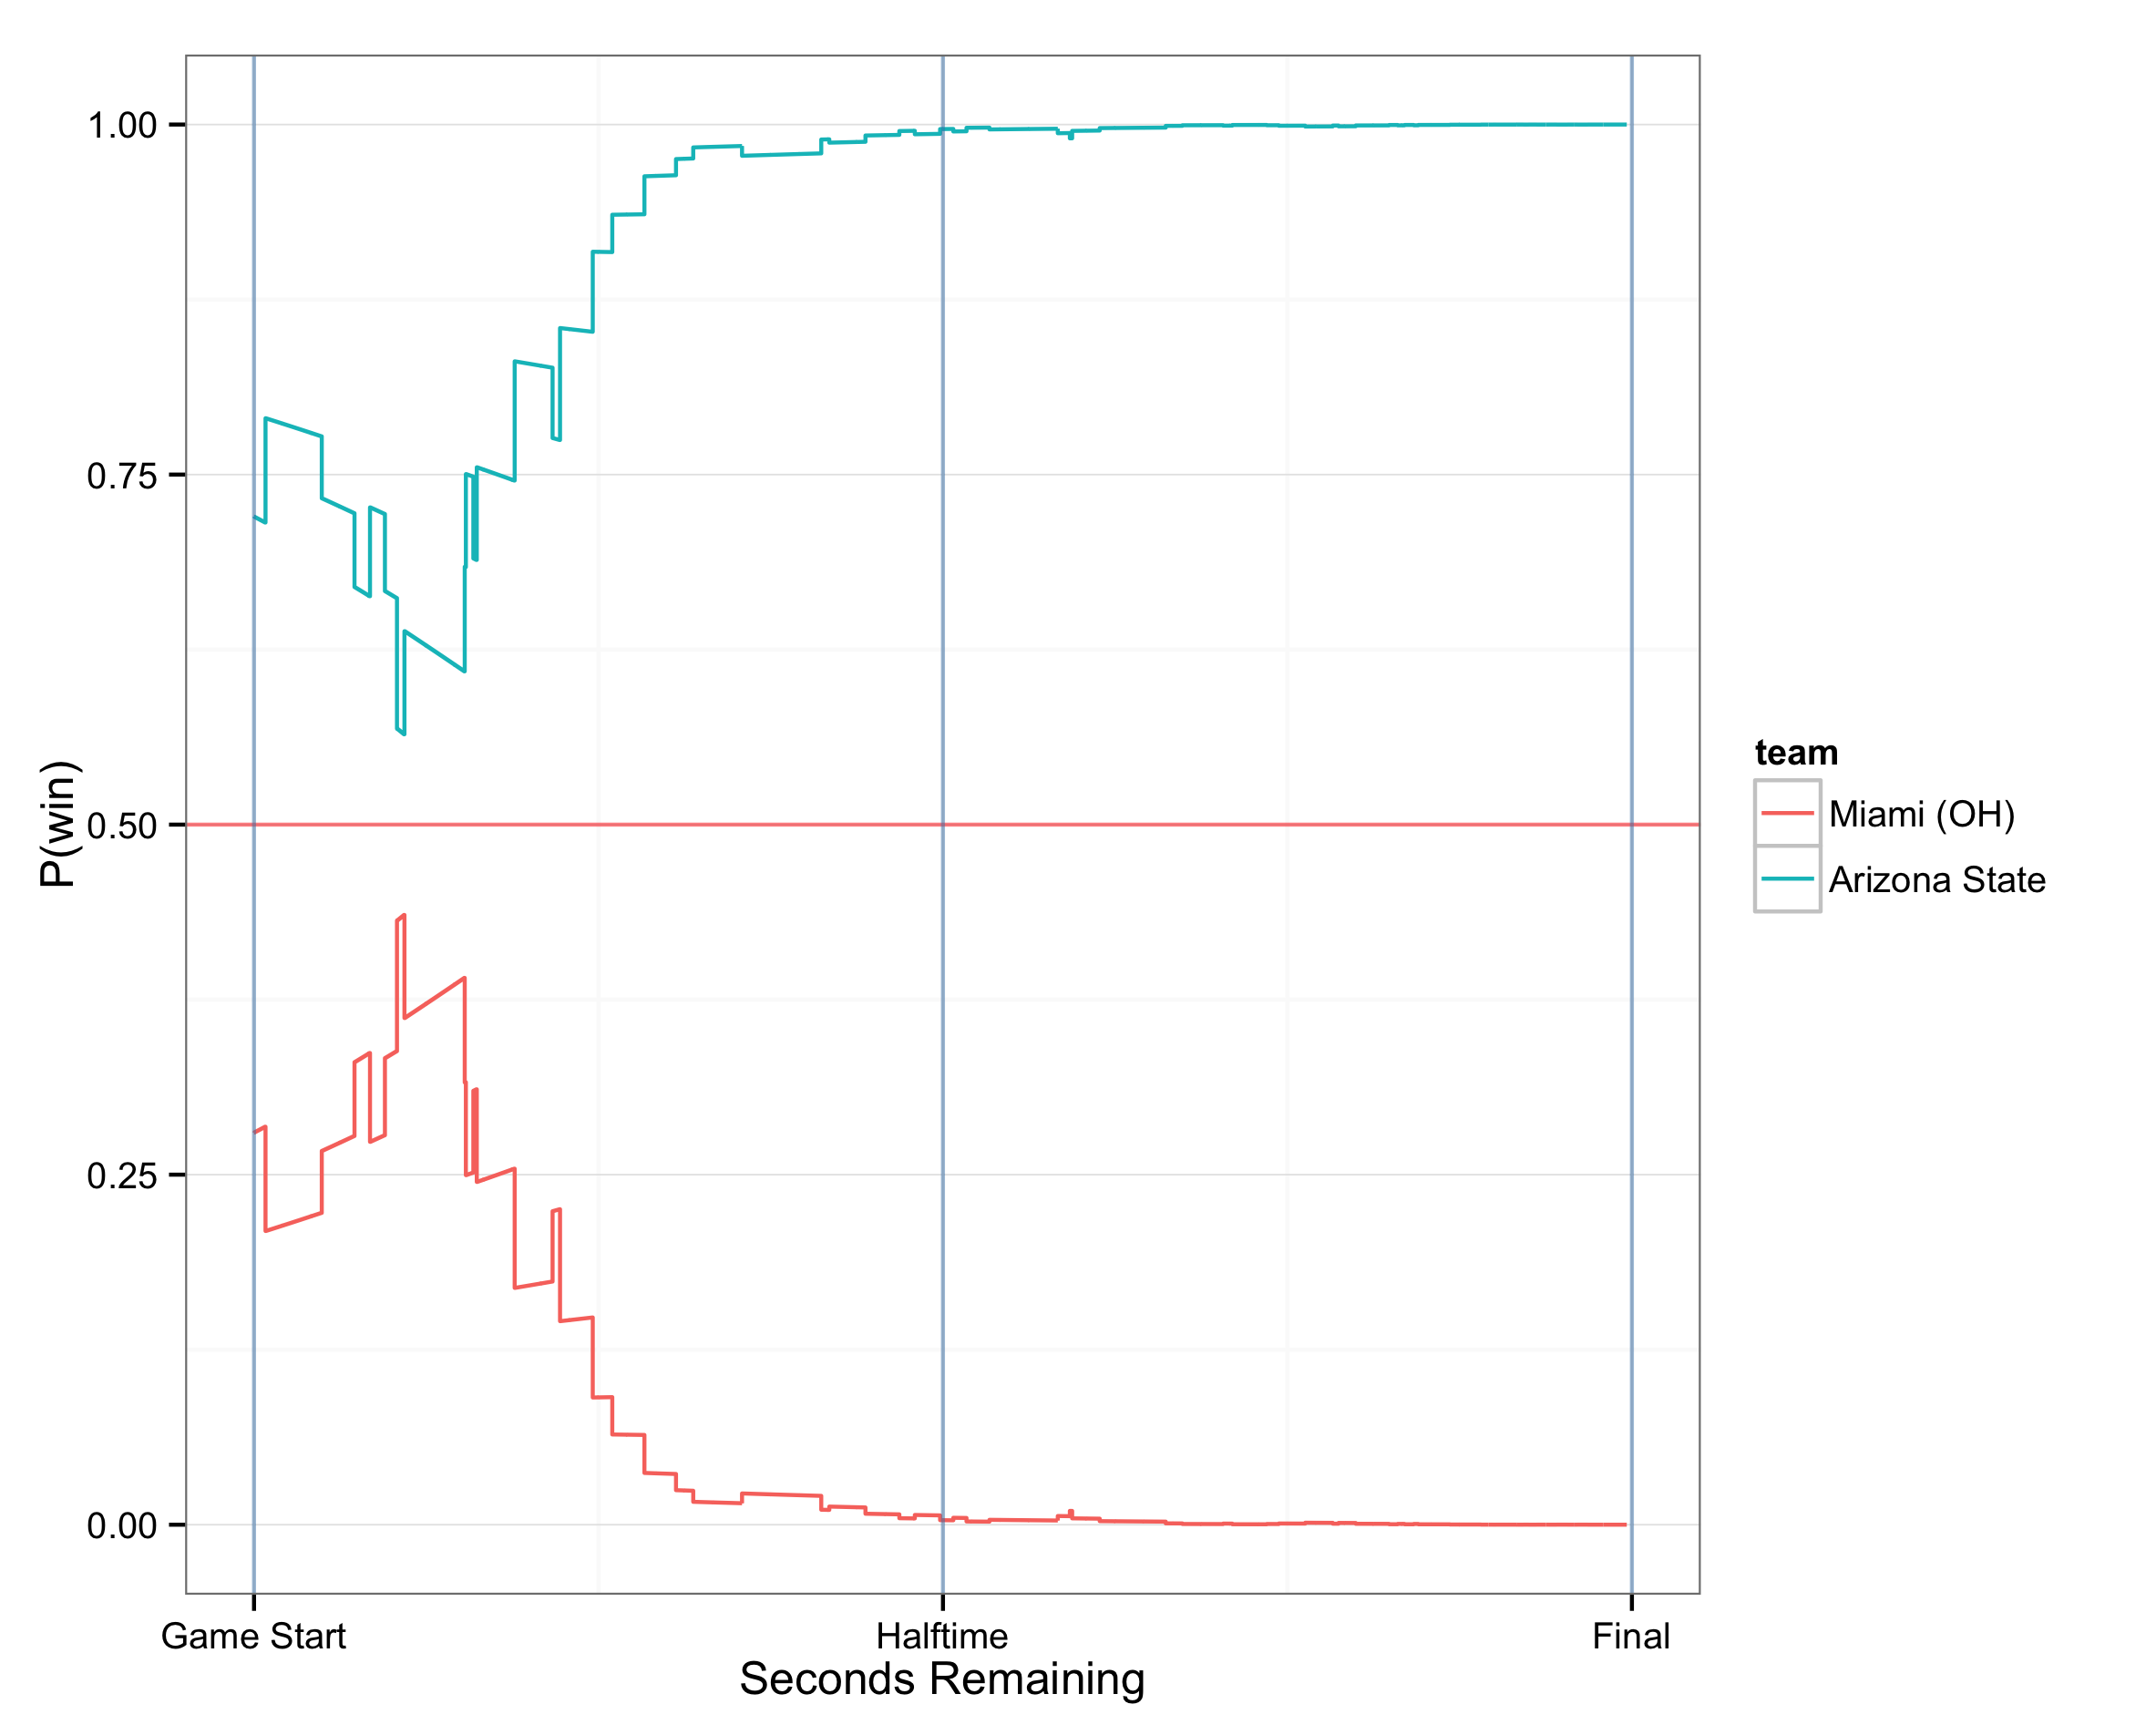 1.00
0.75
0.50
0.25
0.00
P(win)
Game Start
Halftime
Final
Seconds Remaining
team
Miami (OH)
Arizona State